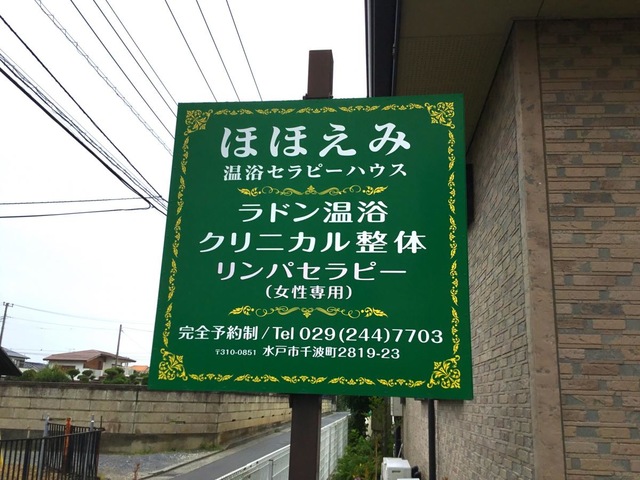 ほほえみ
温浴セラピーハウス
ラドン温浴
クリニカル整体
リンパセラピー
(女性専用)
完全予約制/Tel 029(244)7703
〒310-0851 水戸市千波町2819-23